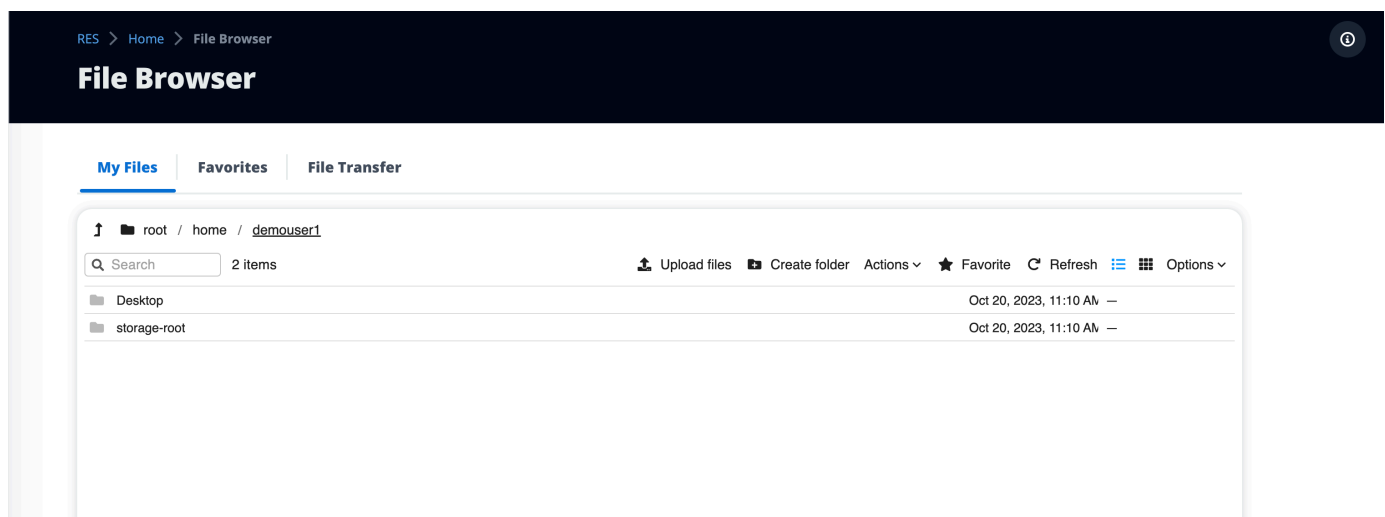 RES > Home > File Browser
File Browser
My Files Favorites File Transfer
root / home / demouser1
Search 2 items Upload files Create folder Actions Favorite Refresh Options
Desktop Oct 20, 2023, 11:10 AM —
storage-root Oct 20, 2023, 11:10 AM —